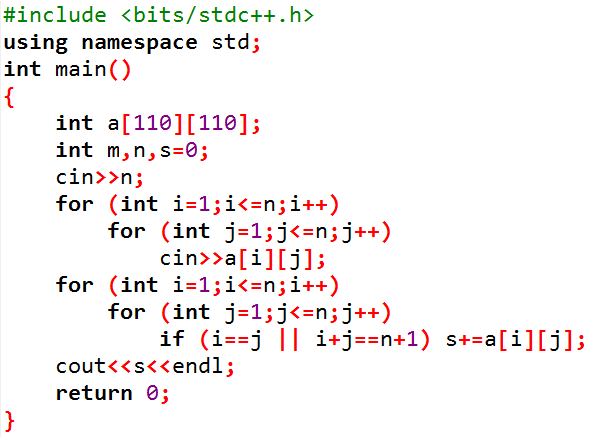 #include <bits/stdc++.h>
using namespace std;
int main()
{
    int a[110][110];
    int m,n,s=0;
    cin>>n;
    for (int i=1;i<=n;i++)
        for (int j=1;j<=n;j++)
            cin>>a[i][j];
    for (int i=1;i<=n;i++)
        for (int j=1;j<=n;j++)
            if (i==j || i+j==n+1) s+=a[i][j];
    cout<<s<<endl;
    return 0;
}